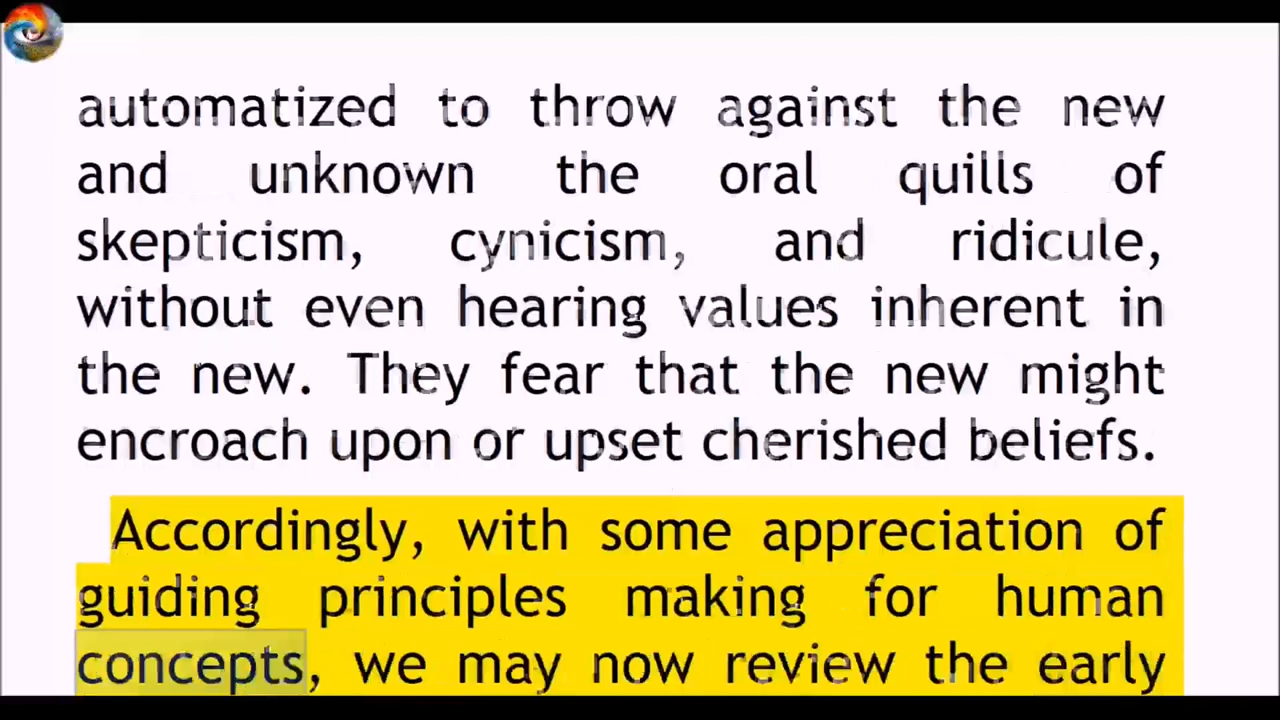 automatized to throw against the new
and unknown the oral quills of
skepticism, cynicism, and ridicule,
without even hearing values inherent in
the new. They fear that the new might
encroach upon or upset cherished beliefs.
Accordingly, with some appreciation of
guiding principles making for human
concepts, we may now review the early